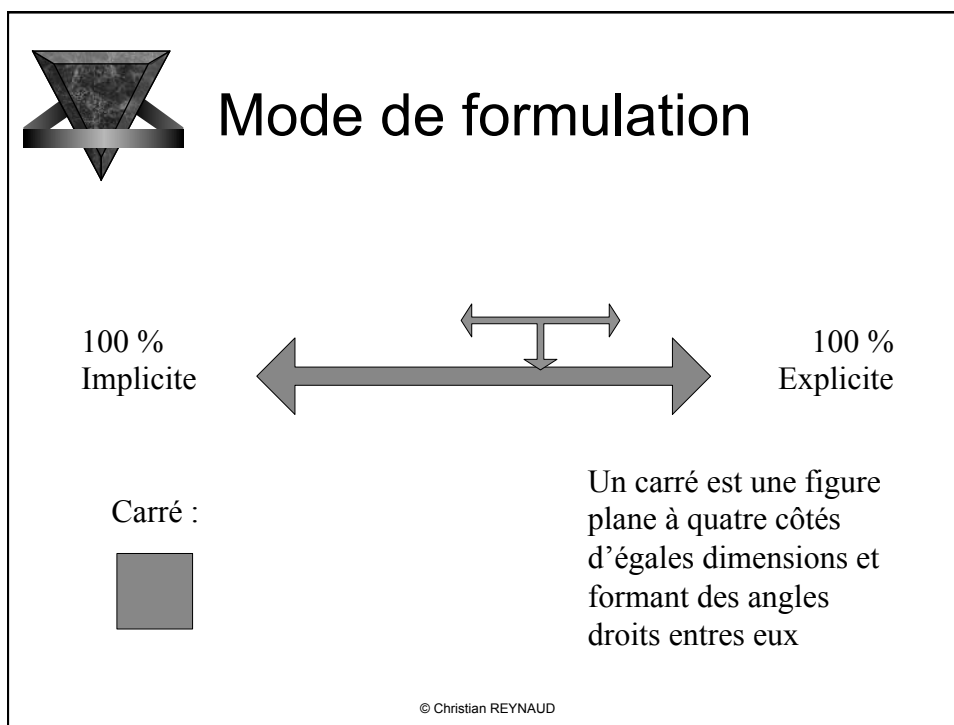 Mode de formulation
100 %
Implicite
100 %
Explicite
Carré :
Un carré est une figure
plane à quatre côtés
d’égales dimensions et
formant des angles
droits entres eux
© Christian REYNAUD